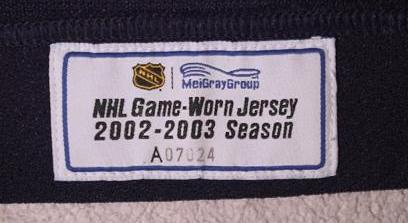 NHL MeiGrayGroup
NHL Game-Worn Jersey
2002-2003 Season
A07024